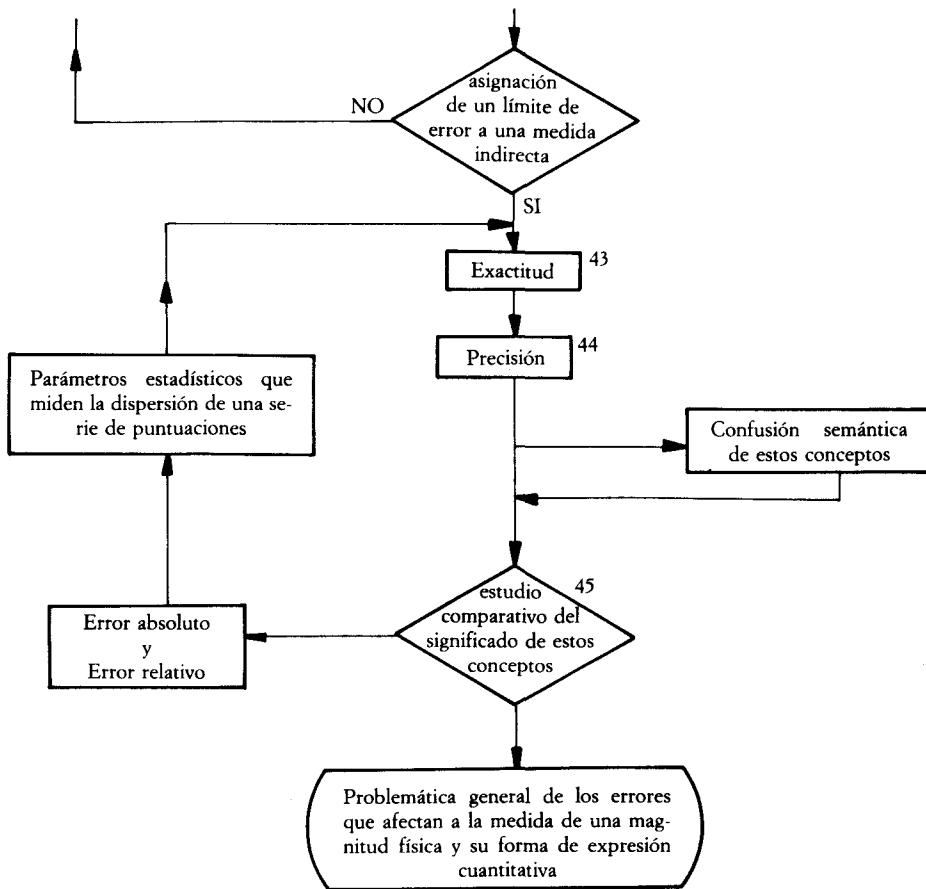 asignación
de un límite de
error a una medida
indirecta
NO
SI
Exactitud
43
Precisión
44
Parámetros estadísticos que
miden la dispersión de una se-
rie de puntuaciones
Confusión semántica
de estos conceptos
45
estudio
comparativo del
significado de estos
conceptos
Error absoluto
y
Error relativo
Problemática general de los errores
que afectan a la medida de una mag-
nitud física y su forma de expresión
cuantitativa